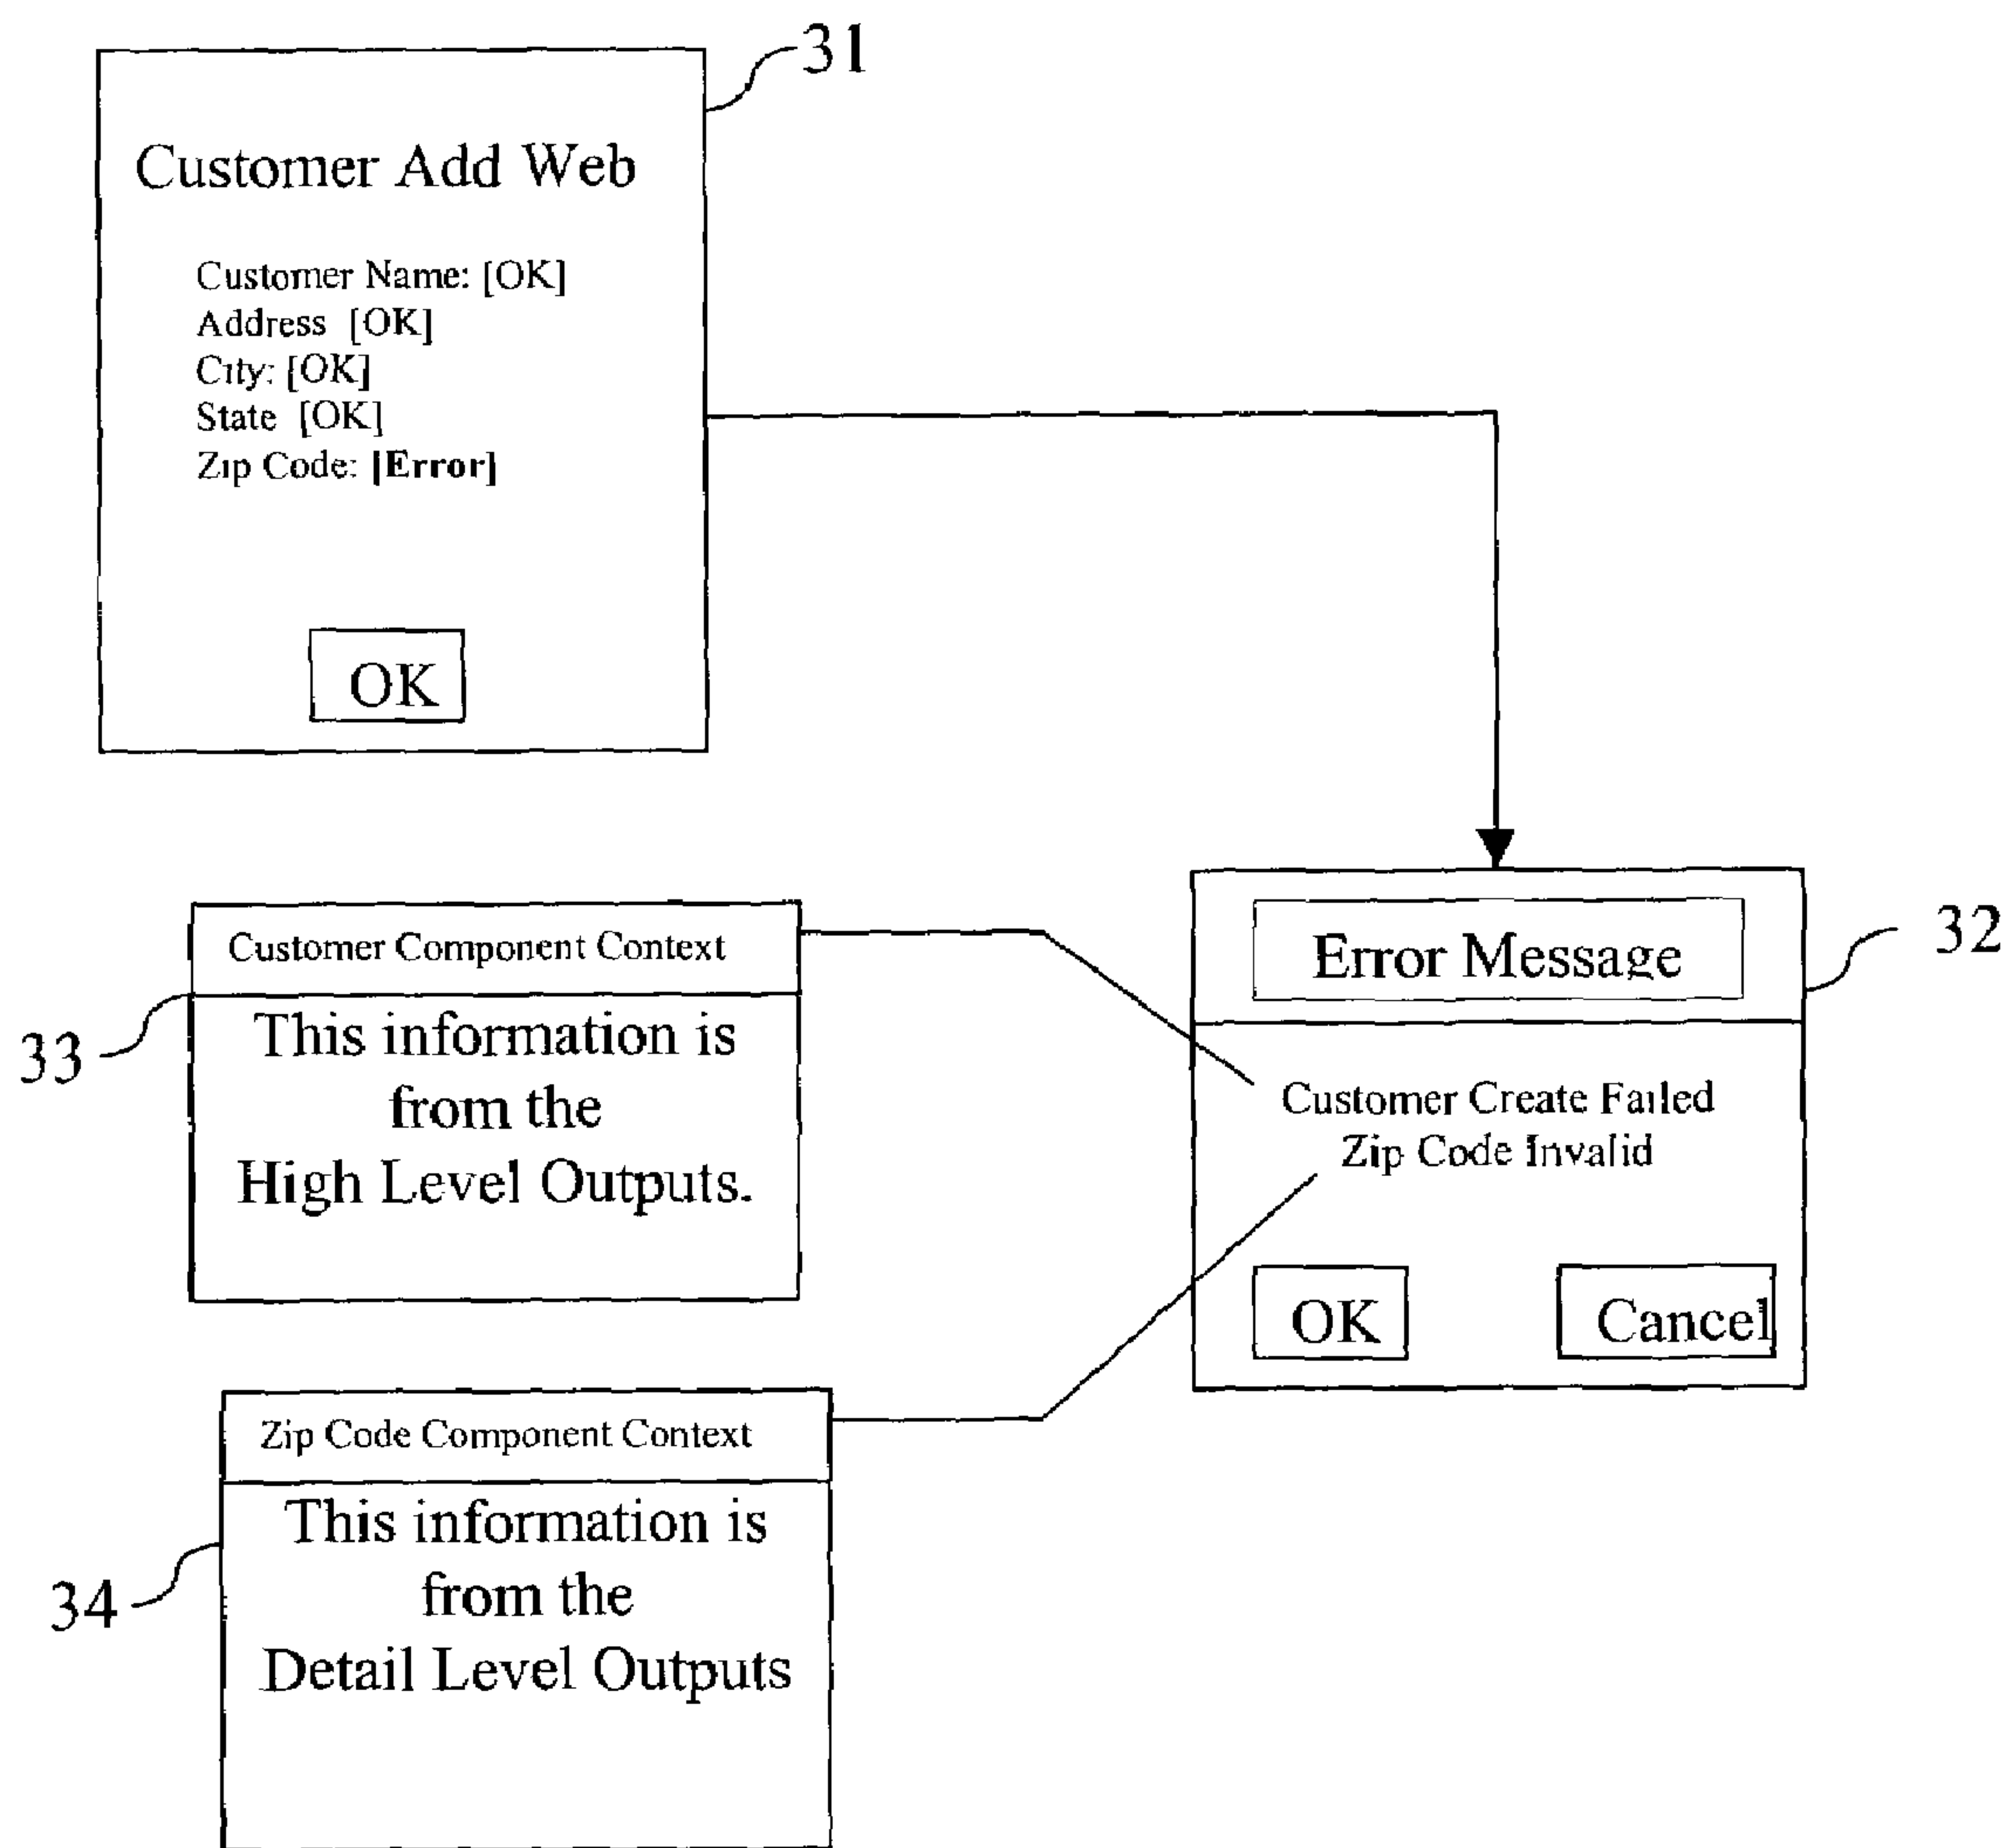 31
Customer Add Web
Customer Name: [OK]
Address [OK]
City: [OK]
State [OK]
Zip Code: [Error]
OK
32
Error Message
Customer Create Failed
Zip Code Invalid
OK
Cancel
33
Customer Component Context
This information is
from the
High Level Outputs.
34
Zip Code Component Context
This information is
from the
Detail Level Outputs